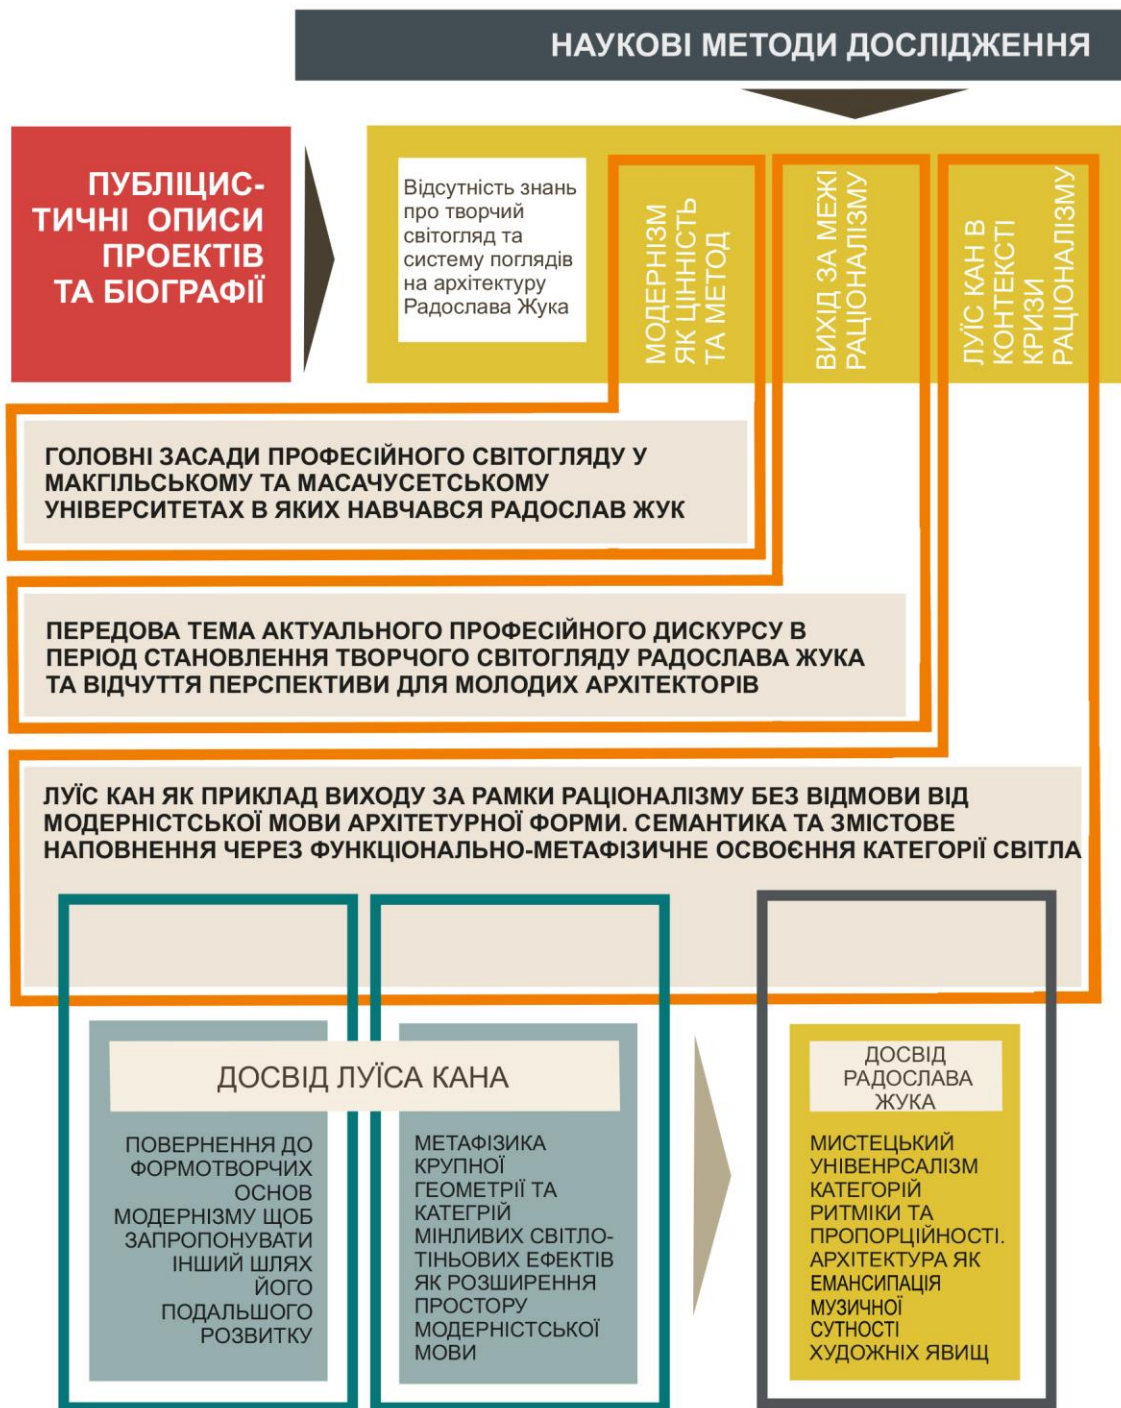 НАУКОВІ МЕТОДИ ДОСЛІДЖЕННЯ
ПУБЛІЦИС-
ТИЧНІ ОПИСИ
ПРОЕКТІВ
ТА БІОГРАФІЇ
Відсутність знань
про творчий
світогляд та
систему поглядів
на архітектуру
Радослава Жука
МОДЕРНІЗМ
ЯК ЦІННІСТЬ
ТА МЕТОД
ВИХІД ЗА МЕЖІ
РАЦІОНАЛІЗМУ
ЛУЇС КАН В
КОНТЕКСТІ
КРИЗИ
РАЦІОНАЛІЗМУ
ГОЛОВНІ ЗАСАДИ ПРОФЕСІЙНОГО СВІТОГЛЯДУ У
МАКГІЛЬСЬКОМУ ТА МАСАЧУСЕТСЬКОМУ
УНІВЕРСИТЕТАХ В ЯКИХ НАВЧАВСЯ РАДОСЛАВ ЖУК
ПЕРЕДОВА ТЕМА АКТУАЛЬНОГО ПРОФЕСІЙНОГО ДИСКУРСУ В
ПЕРІОД СТАНОВЛЕННЯ ТВОРЧОГО СВІТОГЛЯДУ РАДОСЛАВА ЖУКА
ТА ВІДЧУТТЯ ПЕРСПЕКТИВИ ДЛЯ МОЛОДИХ АРХІТЕКТОРІВ
ЛУЇС КАН ЯК ПРИКЛАД ВИХОДУ ЗА РАМКИ РАЦІОНАЛІЗМУ БЕЗ ВІДМОВИ ВІД
МОДЕРНІСТСЬКОЇ МОВИ АРХІТЕТУРНОЇ ФОРМИ. СЕМАНТИКА ТА ЗМІСТОВЕ
НАПОВНЕННЯ ЧЕРЕЗ ФУНКЦІОНАЛЬНО-МЕТАФІЗИЧНЕ ОСВОЄННЯ КАТЕГОРІЇ СВІТЛА
ДОСВІД ЛУЇСА КАНА
ПОВЕРНЕННЯ ДО
ФОРМОТВОРЧИХ
ОСНОВ
МОДЕРНІЗМУ ЩОБ
ЗАПРОПОНУВАТИ
ІНШИЙ ШЛЯХ
ЙОГО
ПОДАЛЬШОГО
РОЗВИТКУ
МЕТАФІЗИКА
КРУПНОЇ
ГЕОМЕТРІЇ ТА
КАТЕГРІЙ
МІНЛИВИХ СВІТЛО-
ТІНЬОВИХ ЕФЕКТІВ
ЯК РОЗШИРЕННЯ
ПРОСТОРУ
МОДЕРНІСТСЬКОЇ
МОВИ
ДОСВІД
РАДОСЛАВА
ЖУКА
МИСТЕЦЬКИЙ
УНІВЕНРСАЛІЗМ
КАТЕГОРІЙ
РИТМІКИ ТА
ПРОПОРЦІЙНОСТІ.
АРХІТЕКТУРА ЯК
ЕМАНСИПАЦІЯ
МУЗИЧНОЇ
СУТНОСТІ
ХУДОЖНІХ ЯВИЩ